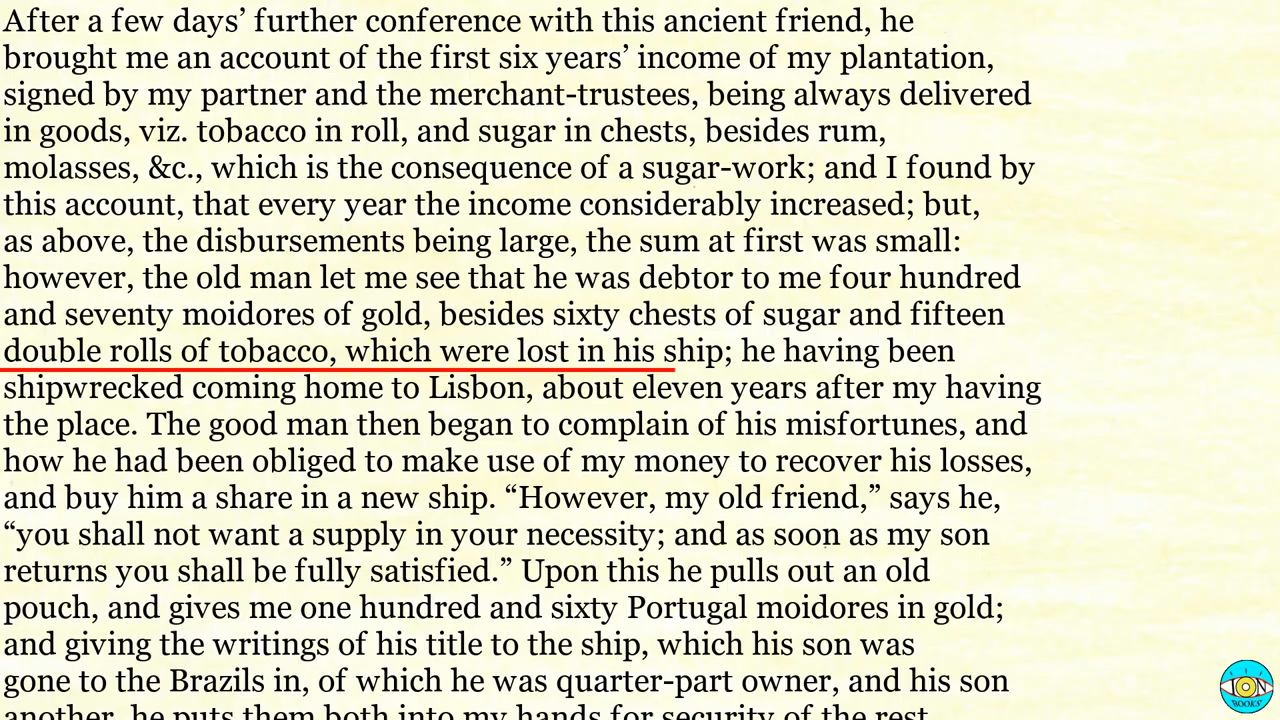 After a few days’ further conference with this ancient friend, he
brought me an account of the first six years’ income of my plantation,
signed by my partner and the merchant-trustees, being always delivered
in goods, viz. tobacco in roll, and sugar in chests, besides rum,
molasses, &c., which is the consequence of a sugar-work; and I found by
this account, that every year the income considerably increased; but,
as above, the disbursements being large, the sum at first was small:
however, the old man let me see that he was debtor to me four hundred
and seventy moidores of gold, besides sixty chests of sugar and fifteen
double rolls of tobacco, which were lost in his ship; he having been
shipwrecked coming home to Lisbon, about eleven years after my having
the place. The good man then began to complain of his misfortunes, and
how he had been obliged to make use of my money to recover his losses,
and buy him a share in a new ship. “However, my old friend,” says he,
“you shall not want a supply in your necessity; and as soon as my son
returns you shall be fully satisfied.” Upon this he pulls out an old
pouch, and gives me one hundred and sixty Portugal moidores in gold;
and giving the writings of his title to the ship, which his son was
gone to the Brazils in, of which he was quarter-part owner, and his son
another, he puts them both into my hands for security of the rest.
ION
BOOKS